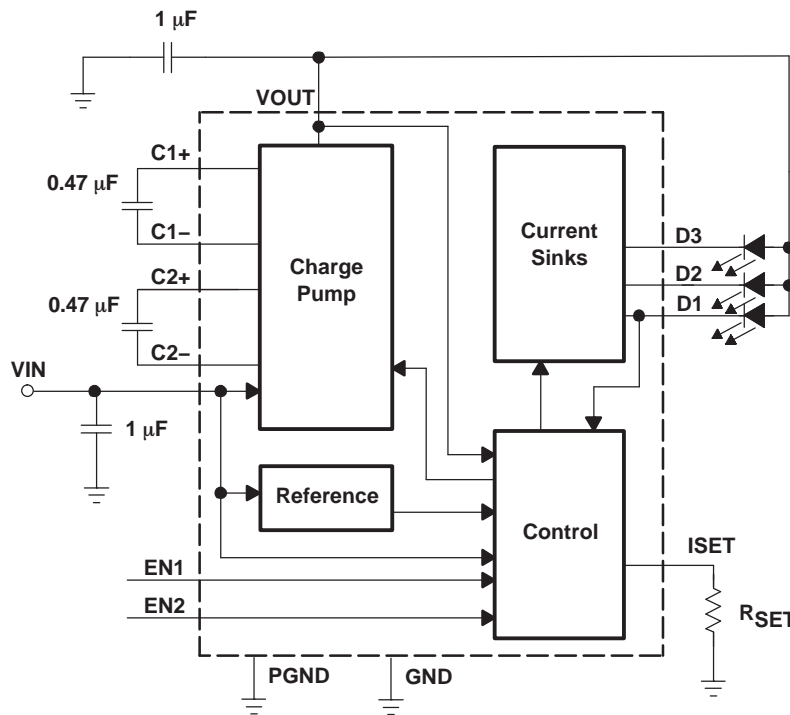 1 μF
VOUT
C1+
0.47 μF
C1–
C2+
0.47 μF
C2–
Charge
Pump
Current
Sinks
D3
D2
D1
VIN
1 μF
Reference
Control
ISET
RSET
EN1
EN2
PGND
GND